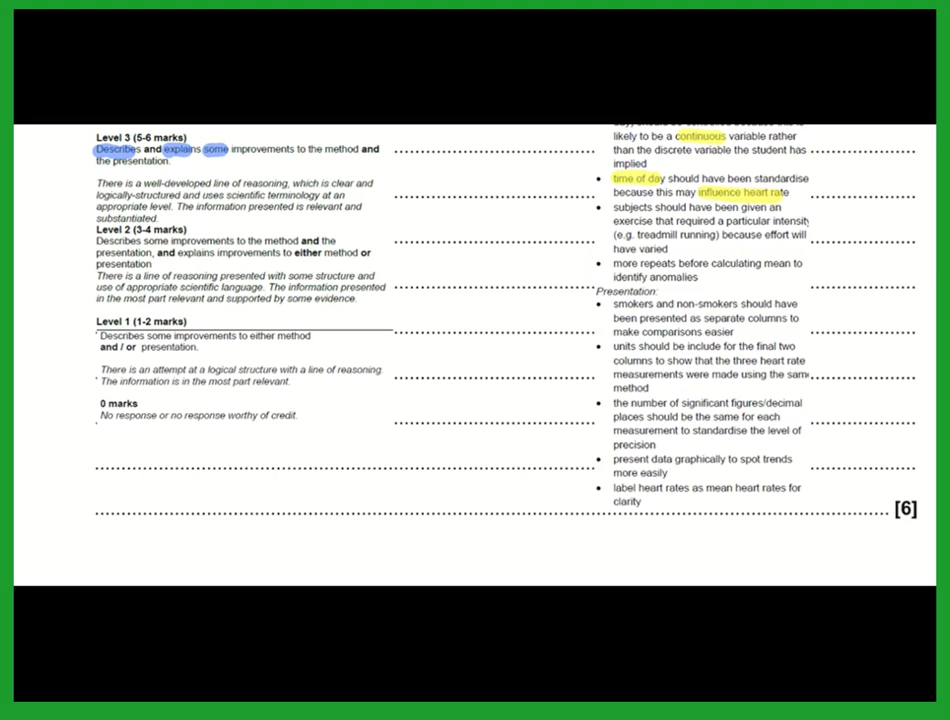 Level 3 (5-6 marks)
Describes and explains some improvements to the method and
the presentation.
There is a well-developed line of reasoning, which is clear and
logically-structured and uses scientific terminology at an
appropriate level. The information presented is relevant and
substantiated.
Level 2 (3-4 marks)
Describes some improvements to the method and the
presentation, and explains improvements to either method or
presentation
There is a line of reasoning presented with some structure and
use of appropriate scientific language. The information presented
in the most part relevant and supported by some evidence.
Level 1 (1-2 marks)
Describes some improvements to either method
and / or presentation.
There is an attempt at a logical structure with a line of reasoning.
The information is in the most part relevant.
0 marks
No response or no response worthy of credit.
likely to be a continuous variable rather
than the discrete variable the student has
implied
• time of day should have been standardise
because this may influence heart rate
• subjects should have been given an
exercise that required a particular intensity
(e.g. treadmill running) because effort will
have varied
• more repeats before calculating mean to
identify anomalies
Presentation:
• smokers and non-smokers should have
been presented as separate columns to
make comparisons easier
• units should be include for the final two
columns to show that the three heart rate
measurements were made using the same
method
• the number of significant figures/decimal
places should be the same for each
measurement to standardise the level of
precision
• present data graphically to spot trends
more easily
• label heart rates as mean heart rates for
clarity
[6]